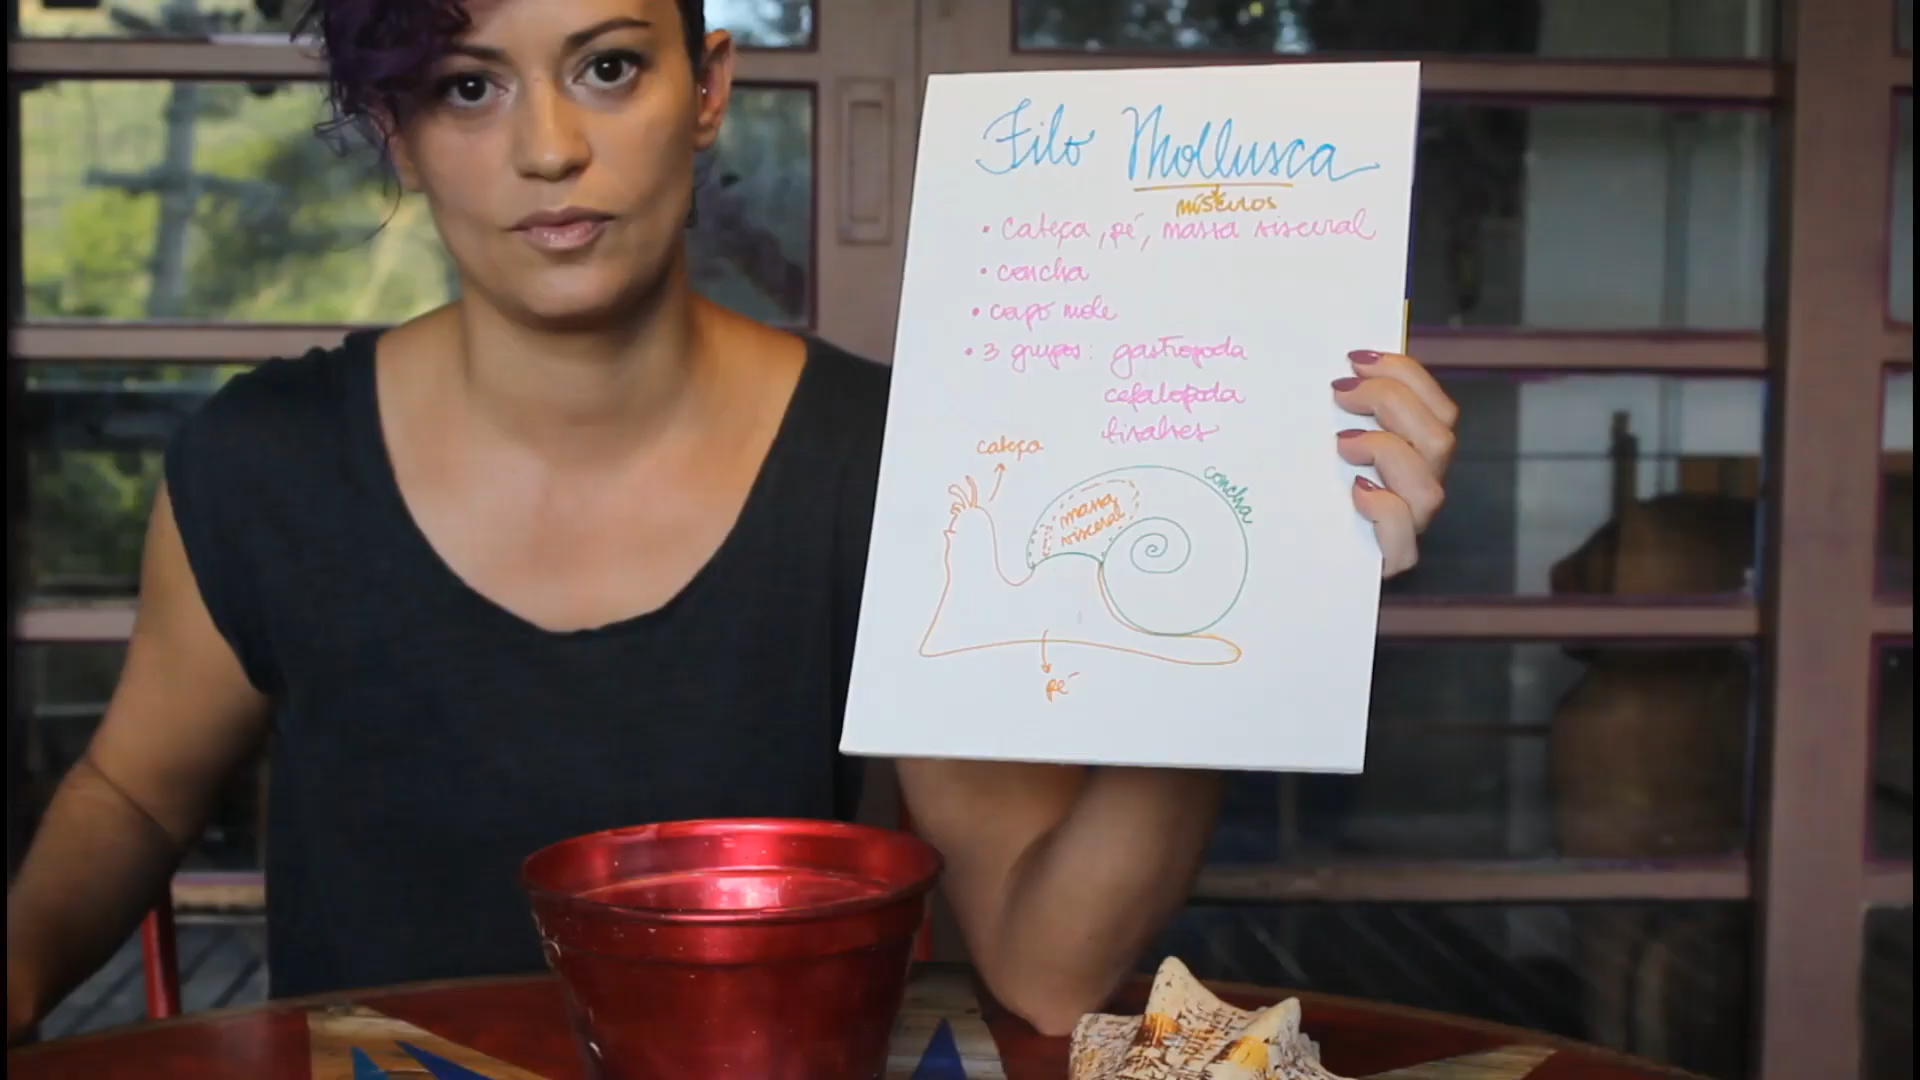 Filo Mollusca
• Cabeça, pé, massa visceral
• concha
• corpo mole
• 3 grupos: gastropoda
cefalopoda
bivalves
cabeça
concha
massa
visceral
pé